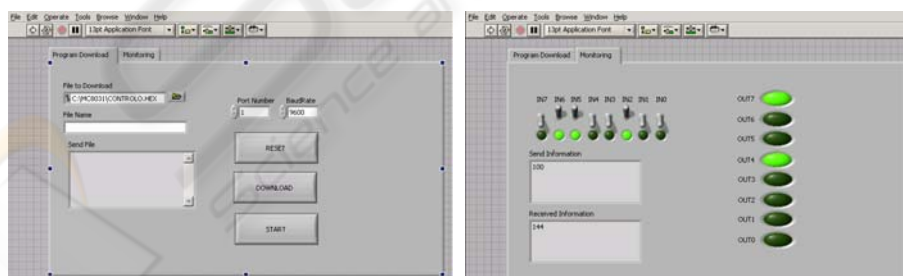 File Edit Operate Tools Browse Window Help
13pt Application Font
Program Download Monitoring
File to Download
C:\MC8031\CONTROLO.HEX
File Name
Send File
Port Number BaudRate
1 9600
RESET
DOWNLOAD
START
File Edit Operate Tools Browse Window Help
13pt Application Font
Program Download Monitoring
IN7 IN6 IN5 IN4 IN3 IN2 IN1 IN0
Send Information
100
Received Information
144
OUT7
OUT6
OUT5
OUT4
OUT3
OUT2
OUT1
OUT0